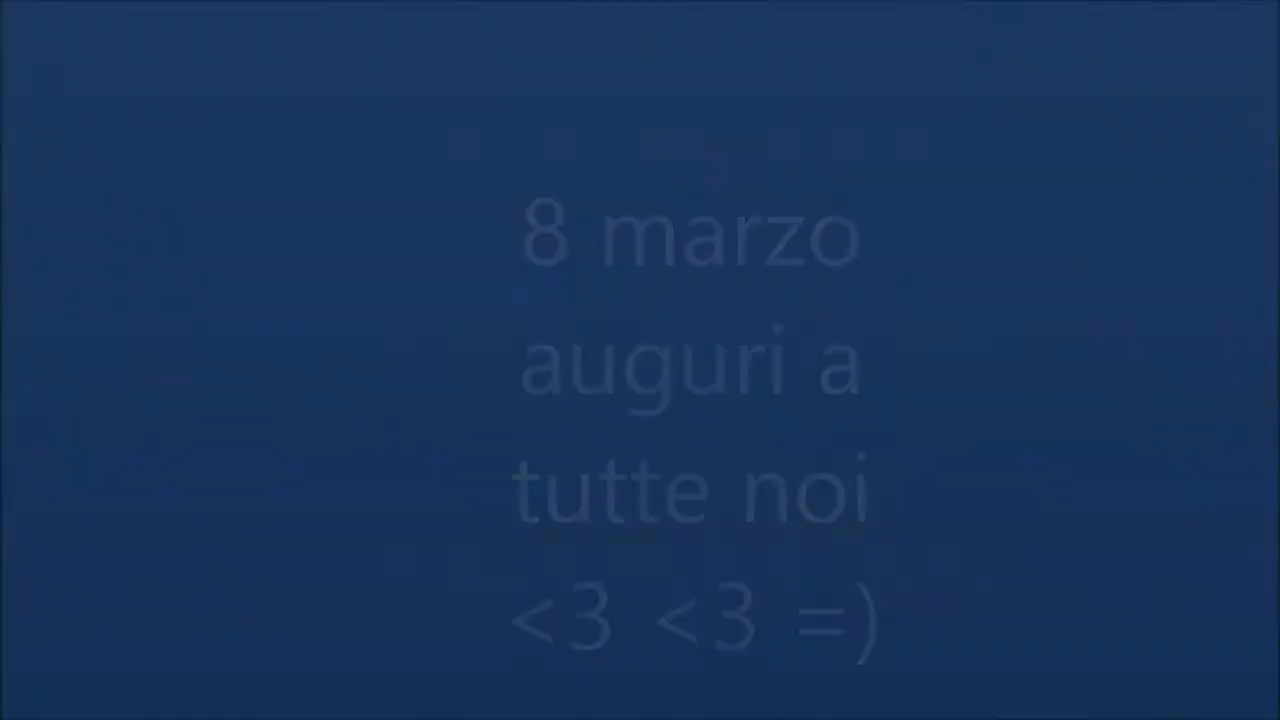 8 marzo
auguri a
tutte noi
<3 <3 =)